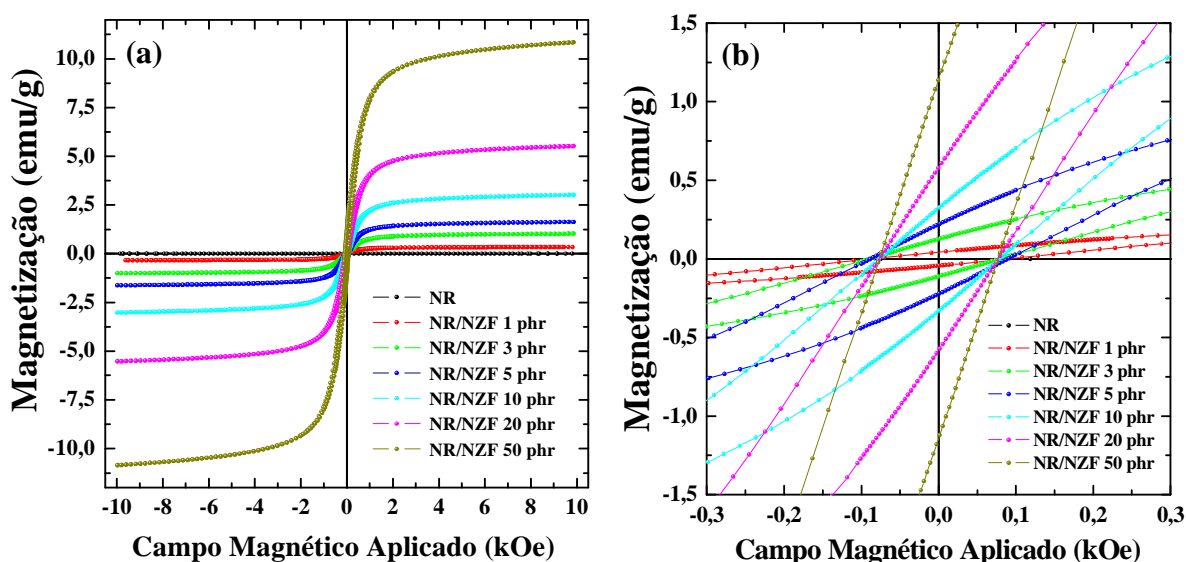 (a)
Magnetização (emu/g)
10,0
7,5
5,0
2,5
0,0
-2,5
-5,0
-7,5
-10,0
NR
NR/NZF 1 phr
NR/NZF 3 phr
NR/NZF 5 phr
NR/NZF 10 phr
NR/NZF 20 phr
NR/NZF 50 phr
-10 -8 -6 -4 -2 0 2 4 6 8 10
Campo Magnético Aplicado (kOe)
(b)
Magnetização (emu/g)
1,5
1,0
0,5
0,0
-0,5
-1,0
-1,5
NR
NR/NZF 1 phr
NR/NZF 3 phr
NR/NZF 5 phr
NR/NZF 10 phr
NR/NZF 20 phr
NR/NZF 50 phr
-0,3 -0,2 -0,1 0,0 0,1 0,2 0,3
Campo Magnético Aplicado (kOe)